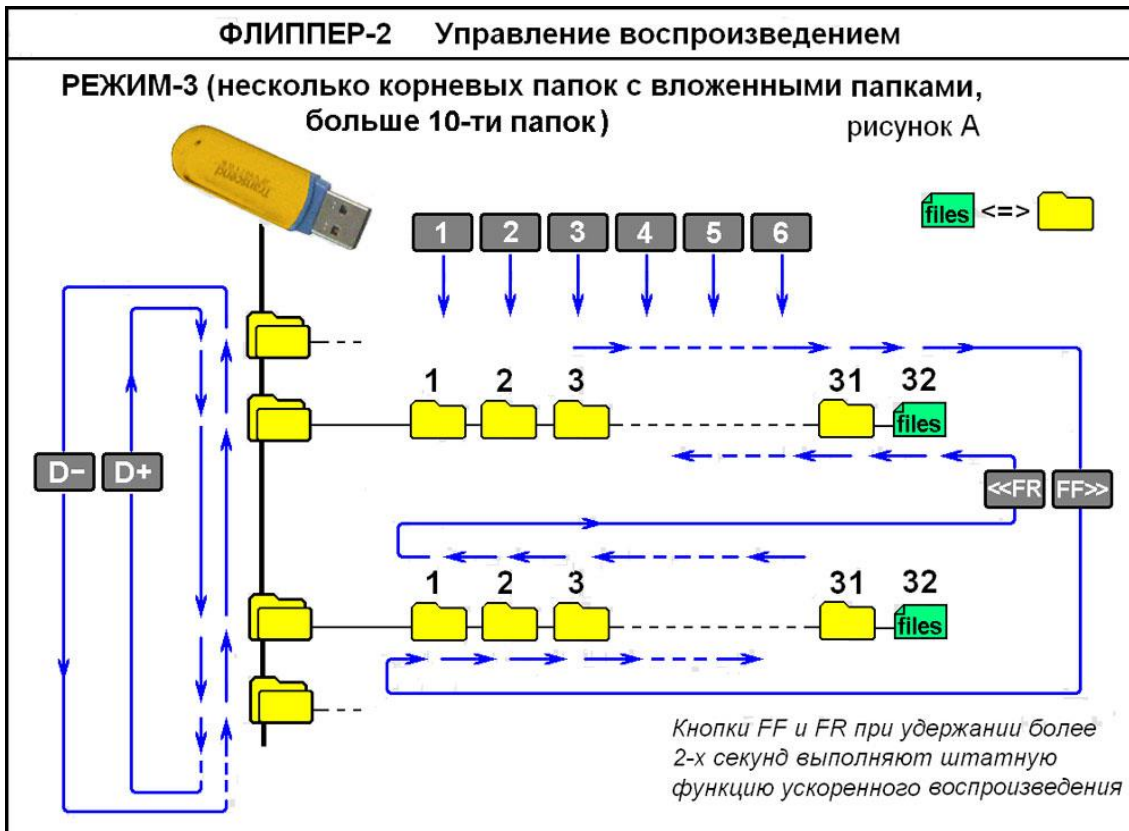 ФЛИППЕР-2 Управление воспроизведением
РЕЖИМ-3 (несколько корневых папок с вложенными папками,
больше 10-ти папок)
рисунок А
Transcend
files <=>
1 2 3 4 5 6
1 2 3 31 32
files
D− D+
<<FR FF>>
1 2 3 31 32
files
Кнопки FF и FR при удержании более
2-х секунд выполняют штатную
функцию ускоренного воспроизведения